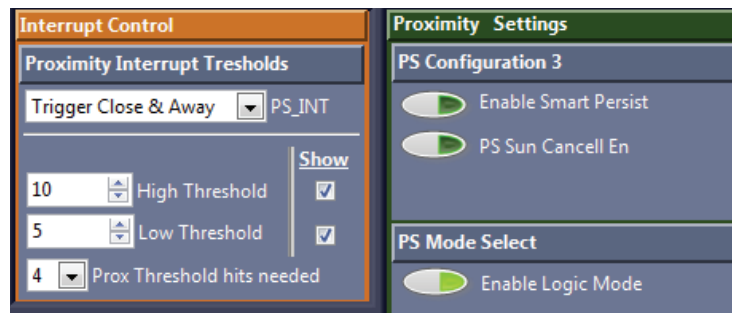 Interrupt Control
Proximity Interrupt Tresholds
Trigger Close & Away PS_INT
Show
10 High Threshold
5 Low Threshold
4 Prox Threshold hits needed
Proximity Settings
PS Configuration 3
Enable Smart Persist
PS Sun Cancell En
PS Mode Select
Enable Logic Mode